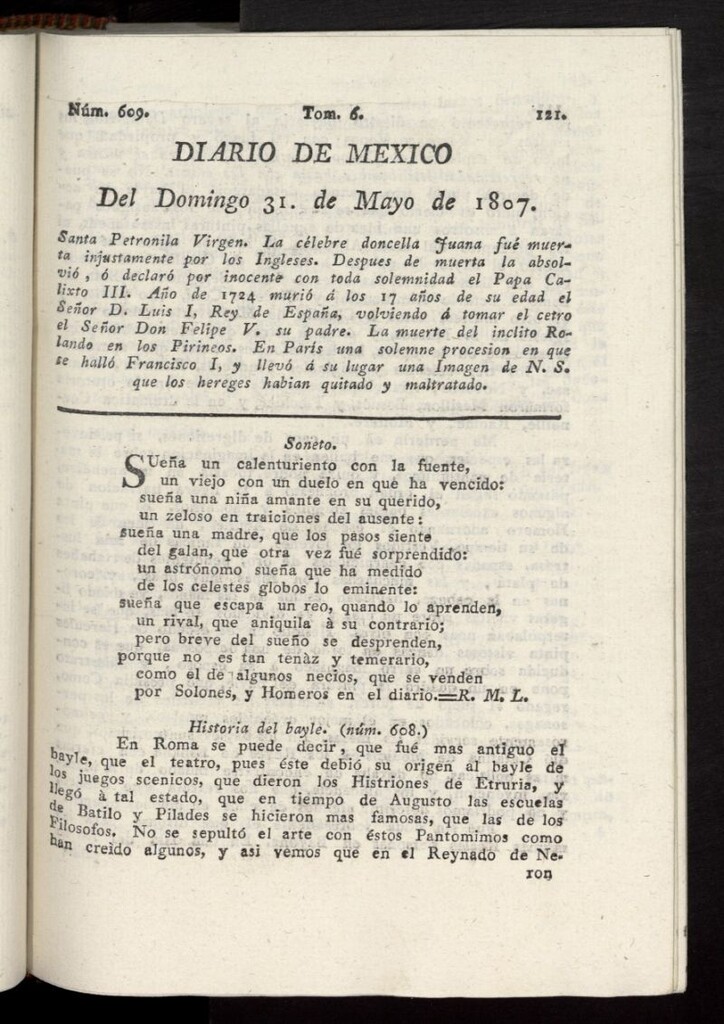 Núm. 609. Tom. 6. 121.
DIARIO DE MEXICO
Del Domingo 31. de Mayo de 1807.
Santa Petronila Virgen. La célebre doncella Juana fué muer-
ta injustamente por los Ingleses. Despues de muerta la absol-
vió, ó declaró por inocente con toda solemnidad el Papa Ca-
lixto III. Año de 1724 murió á los 17 años de su edad el
Señor D. Luis I, Rey de España, volviendo á tomar el cetro
el Señor Don Felipe V. su padre. La muerte del inclito Ro-
lando en los Pirineos. En París una solemne procesion en que
se halló Francisco I, y llevó á su lugar una Imagen de N. S.
que los hereges habian quitado y maltratado.
Soneto.
SUeña un calenturiento con la fuente,
un viejo con un duelo en que ha vencido:
sueña una niña amante en su querido,
un zeloso en traiciones del ausente:
sueña una madre, que los pasos siente
del galan, que otra vez fué sorprendido:
un astrónomo sueña que ha medido
de los celestes globos lo eminente:
sueña que escapa un reo, quando lo aprenden,
un rival, que aniquila à su contrario;
pero breve del sueño se desprenden,
porque no es tan tenàz y temerario,
como el de algunos necios, que se venden
por Solones, y Homeros en el diario.=R. M. L.
Historia del bayle. (núm. 608.)
En Roma se puede decir, que fué mas antiguo el
bayle, que el teatro, pues éste debió su origen al bayle de
los juegos scenicos, que dieron los Histriones de Etruria, y
llegó à tal estado, que en tiempo de Augusto las escuelas
de Batilo y Pilades se hicieron mas famosas, que las de los
Filosofos. No se sepultó el arte con éstos Pantomimos como
han creido algunos, y asi vemos que en el Reynado de Ne-
ron